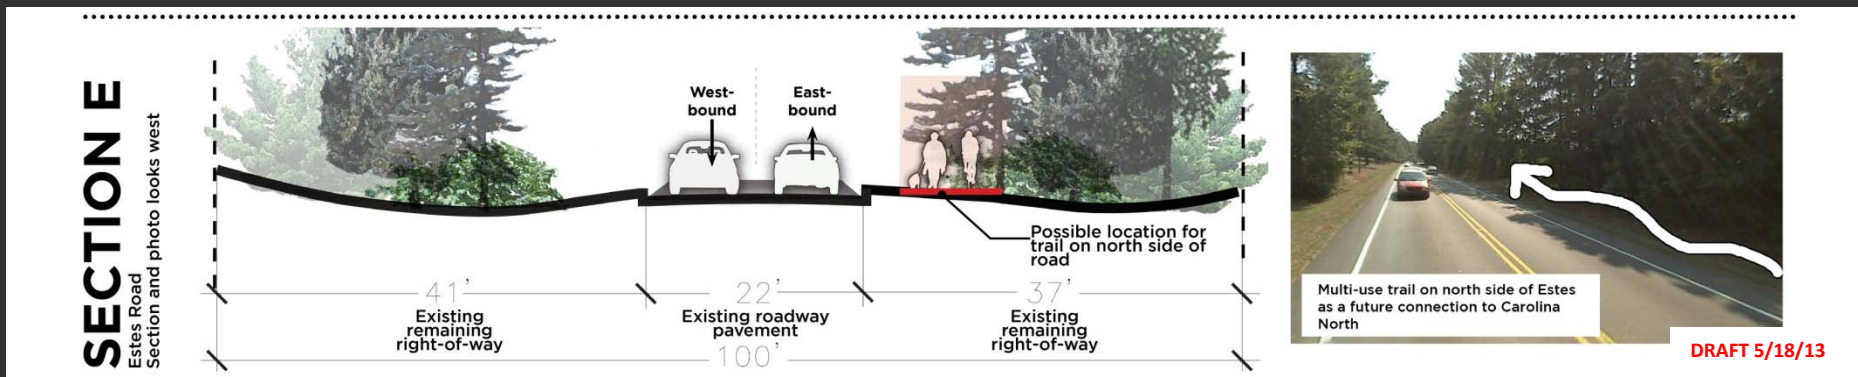 SECTION E
Estes Road
Section and photo looks west
West-
bound
East-
bound
Possible location for
trail on north side of
road
41'
22'
37'
Existing
remaining
right-of-way
Existing roadway
pavement
Existing
remaining
right-of-way
100'
Multi-use trail on north side of Estes
as a future connection to Carolina
North
DRAFT 5/18/13